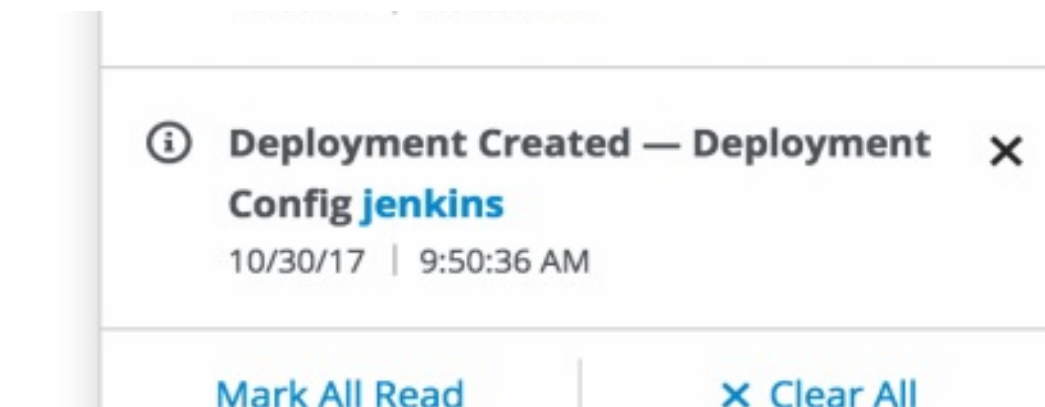 Deployment Created — Deployment
Config jenkins
10/30/17 | 9:50:36 AM
Mark All Read
✕ Clear All